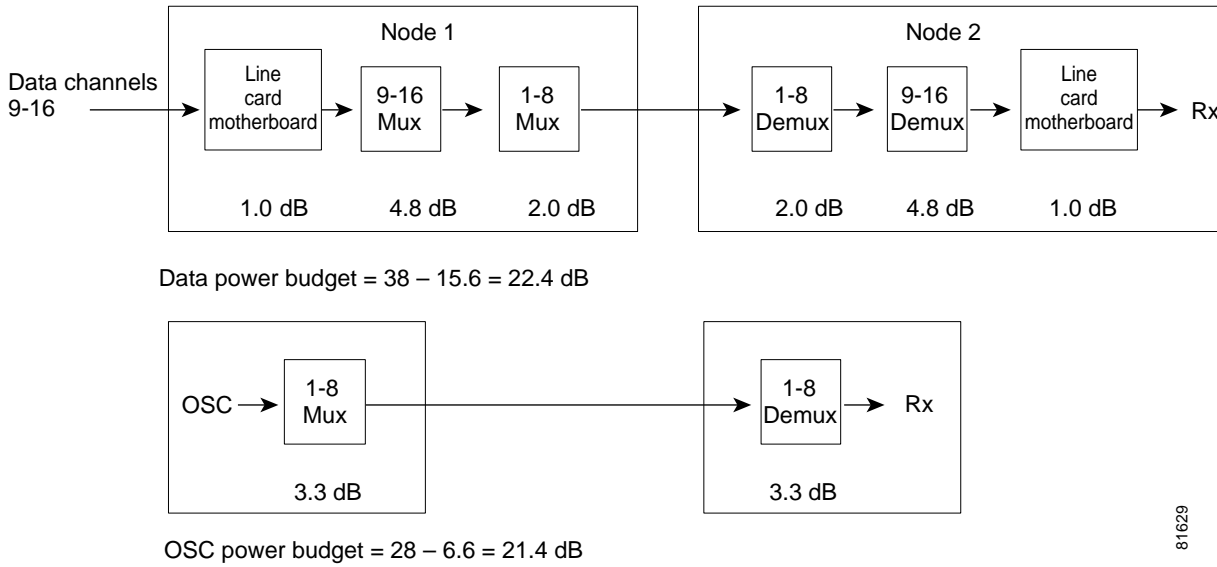 Node 1
Node 2
Data channels
9-16
Line
card
motherboard
9-16
Mux
1-8
Mux
1-8
Demux
9-16
Demux
Line
card
motherboard
Rx
1.0 dB
4.8 dB
2.0 dB
2.0 dB
4.8 dB
1.0 dB
Data power budget = 38 – 15.6 = 22.4 dB
OSC
1-8
Mux
1-8
Demux
Rx
3.3 dB
3.3 dB
OSC power budget = 28 – 6.6 = 21.4 dB
81629